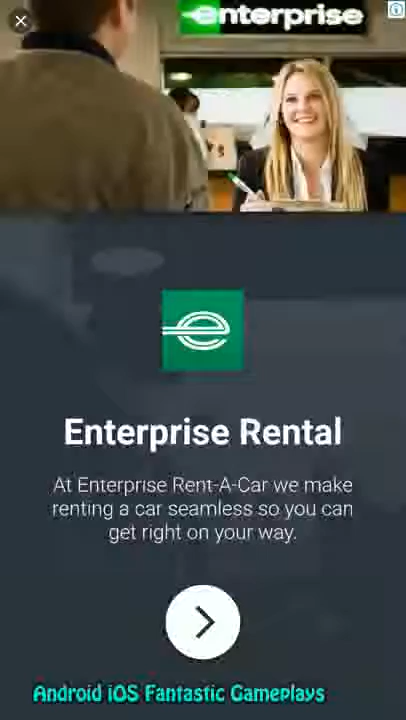 enterprise
Enterprise Rental
At Enterprise Rent-A-Car we make
renting a car seamless so you can
get right on your way.
Android iOS Fantastic Gameplays